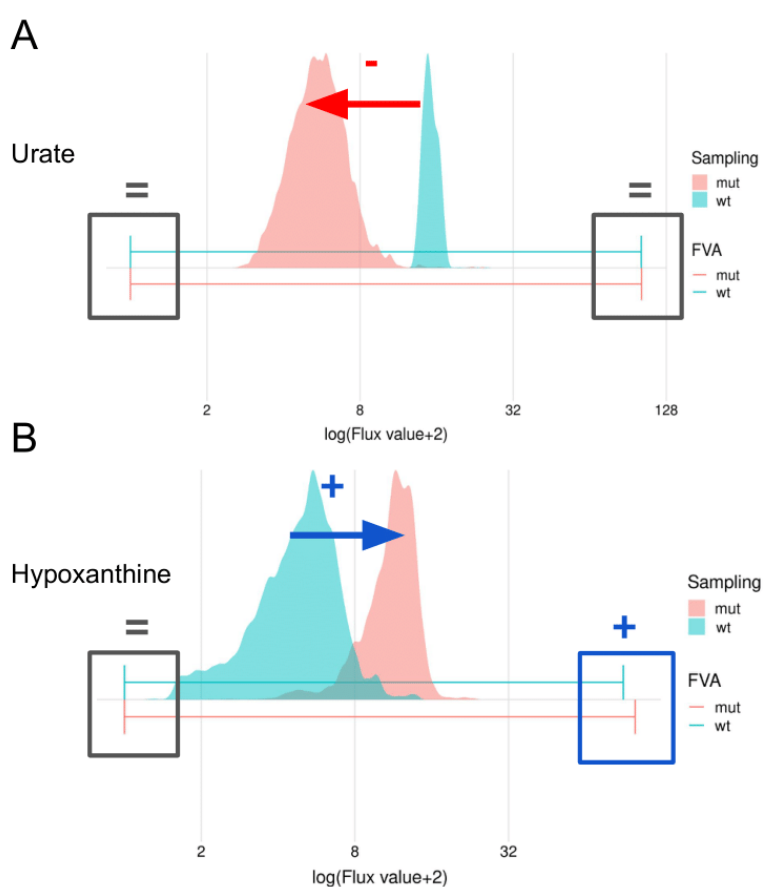 A
-
Urate
=
=
Sampling
mut
wt
FVA
mut
wt
2
8
32
128
log(Flux value+2)
B
+
Hypoxanthine
=
+
Sampling
mut
wt
FVA
mut
wt
2
8
32
log(Flux value+2)